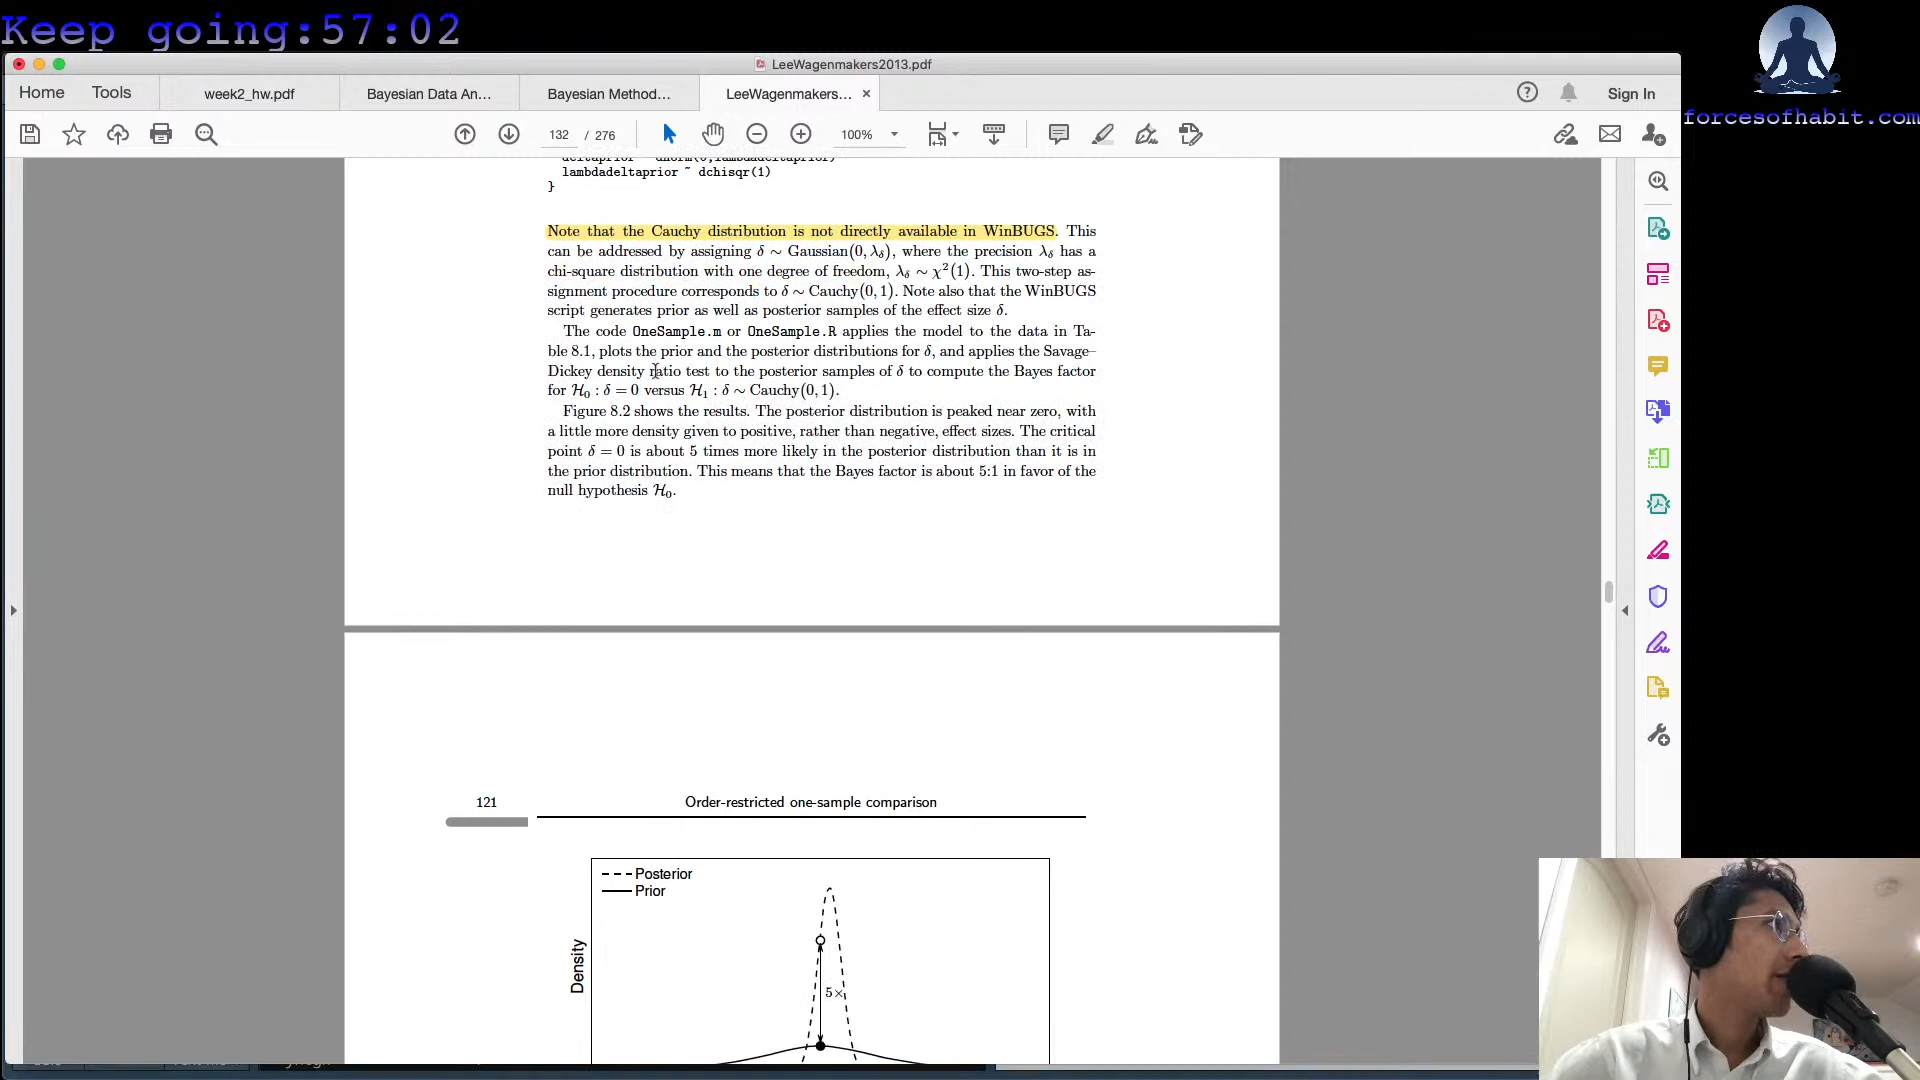 Keep going:57:02
LeeWagenmakers2013.pdf
Home Tools week2_hw.pdf Bayesian Data An... Bayesian Method... LeeWagenmakers... × Sign In
forcesofhabit.com
132 / 276 100%
lambdadeltaprior ~ dchisqr(1)
}
Note that the Cauchy distribution is not directly available in WinBUGS. This
can be addressed by assigning δ ∼ Gaussian(0, λδ), where the precision λδ has a
chi-square distribution with one degree of freedom, λδ ∼ χ²(1). This two-step as-
signment procedure corresponds to δ ∼ Cauchy(0, 1). Note also that the WinBUGS
script generates prior as well as posterior samples of the effect size δ.
The code OneSample.m or OneSample.R applies the model to the data in Ta-
ble 8.1, plots the prior and the posterior distributions for δ, and applies the Savage–
Dickey density ratio test to the posterior samples of δ to compute the Bayes factor
for H₀ : δ = 0 versus H₁ : δ ∼ Cauchy(0, 1).
Figure 8.2 shows the results. The posterior distribution is peaked near zero, with
a little more density given to positive, rather than negative, effect sizes. The critical
point δ = 0 is about 5 times more likely in the posterior distribution than it is in
the prior distribution. This means that the Bayes factor is about 5:1 in favor of the
null hypothesis H₀.
121 Order-restricted one-sample comparison
Posterior
Prior
Density
5×